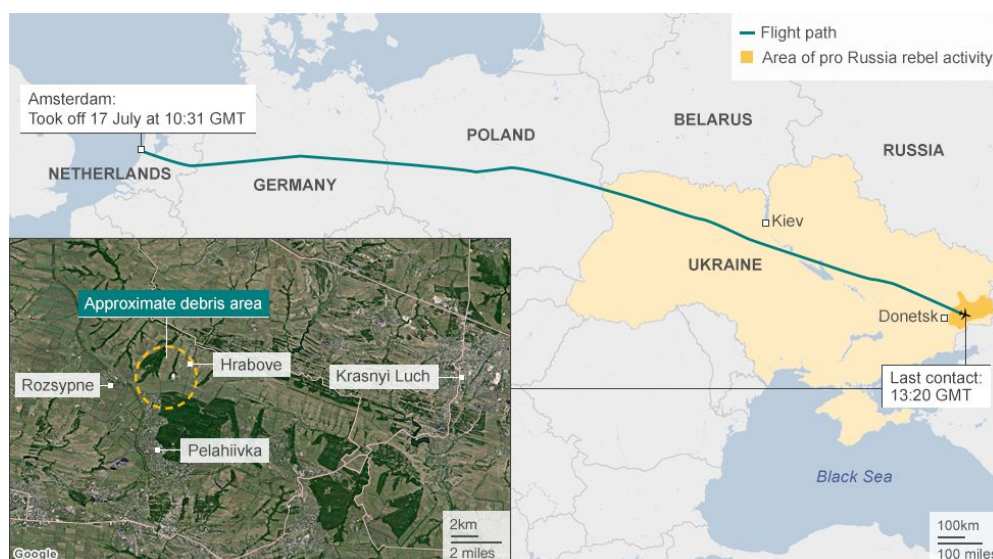 Flight path
Area of pro Russia rebel activity
Amsterdam:
Took off 17 July at 10:31 GMT
BELARUS
POLAND
RUSSIA
NETHERLANDS
GERMANY
Kiev
UKRAINE
Donetsk
Approximate debris area
Hrabove
Rozsypne
Krasnyi Luch
Last contact:
13:20 GMT
Pelahiivka
Black Sea
2km
2 miles
100km
100 miles
Google